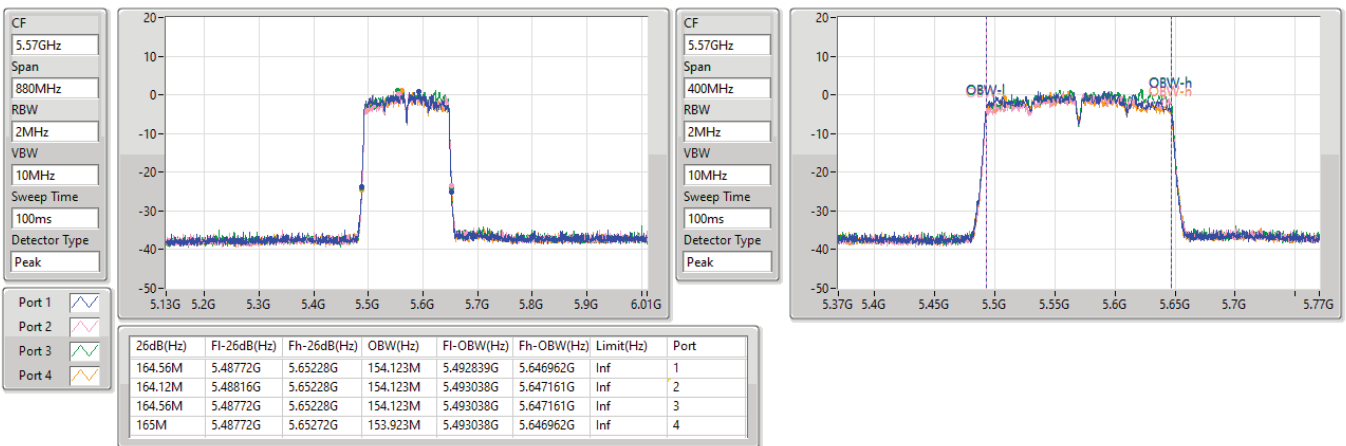 CF
5.57GHz
Span
880MHz
RBW
2MHz
VBW
10MHz
Sweep Time
100ms
Detector Type
Peak
Port 1
Port 2
Port 3
Port 4
20
10
0
-10
-20
-30
-40
-50
5.13G 5.2G 5.3G 5.4G 5.5G 5.6G 5.7G 5.8G 5.9G 6.01G
CF
5.57GHz
Span
400MHz
RBW
2MHz
VBW
10MHz
Sweep Time
100ms
Detector Type
Peak
20
10
0
-10
-20
-30
-40
-50
OBW-l
OBW-h
OBW-h
5.37G 5.4G 5.45G 5.5G 5.55G 5.6G 5.65G 5.7G 5.77G
26dB(Hz) Fl-26dB(Hz) Fh-26dB(Hz) OBW(Hz) Fl-OBW(Hz) Fh-OBW(Hz) Limit(Hz) Port
164.56M 5.48772G 5.65228G 154.123M 5.492839G 5.646962G Inf 1
164.12M 5.48816G 5.65228G 154.123M 5.493038G 5.647161G Inf 2
164.56M 5.48772G 5.65228G 154.123M 5.493038G 5.647161G Inf 3
165M 5.48772G 5.65272G 153.923M 5.493038G 5.646962G Inf 4